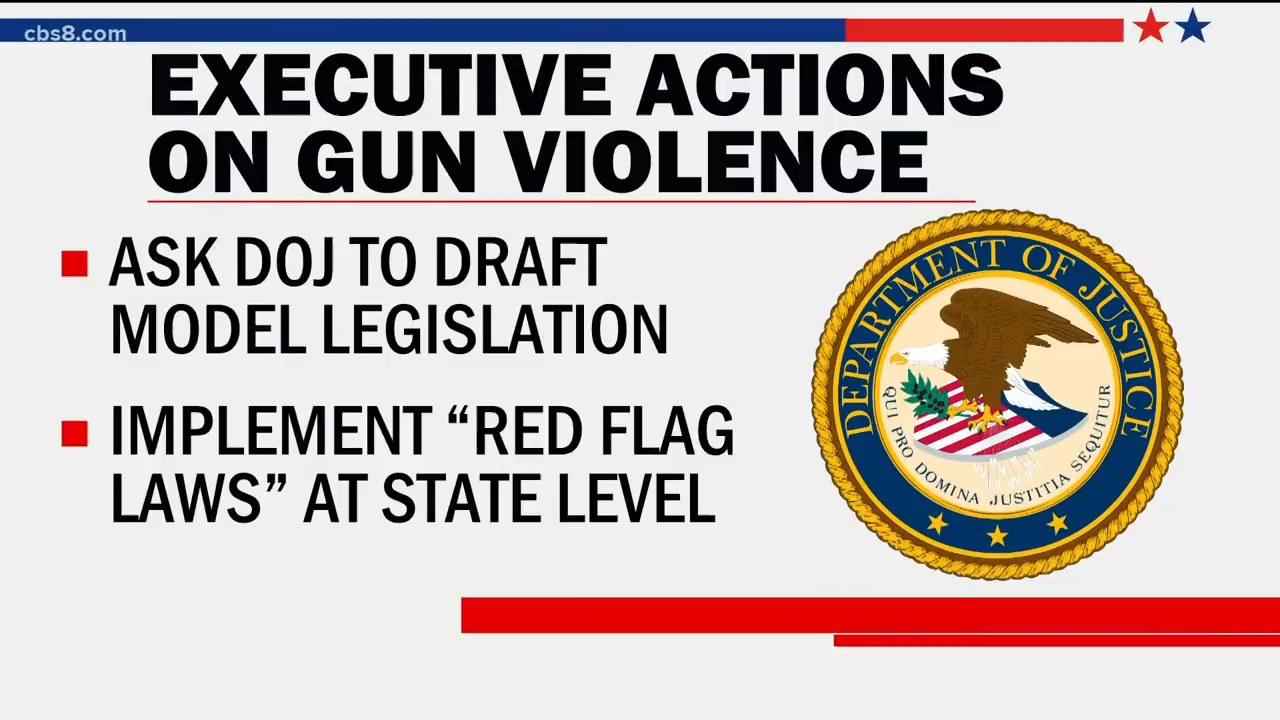 cbs8.com
EXECUTIVE ACTIONS
ON GUN VIOLENCE
ASK DOJ TO DRAFT
MODEL LEGISLATION
IMPLEMENT “RED FLAG
LAWS” AT STATE LEVEL
DEPARTMENT OF JUSTICE
QUI PRO DOMINA JUSTITIA SEQUITUR